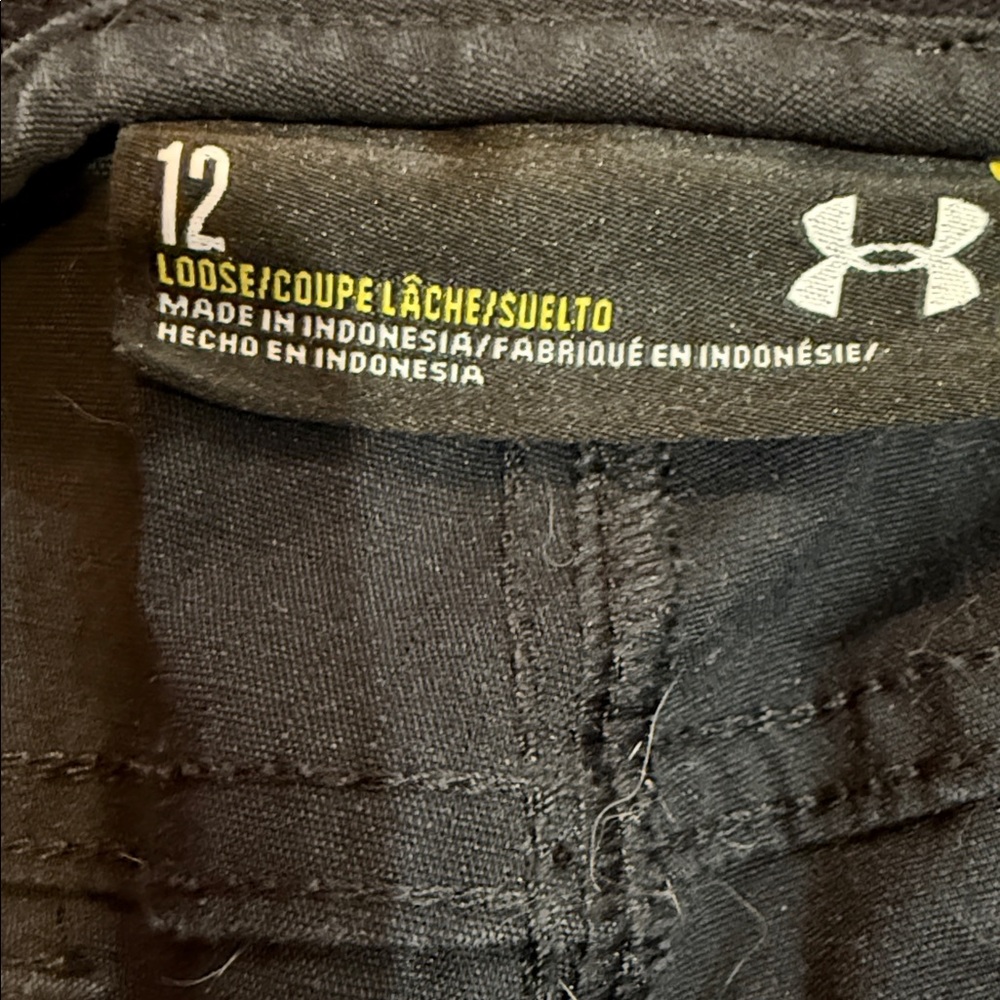 12
LOOSE/COUPE LÂCHE/SUELTO
MADE IN INDONESIA/FABRIQUÉ EN INDONÉSIE/
HECHO EN INDONESIA